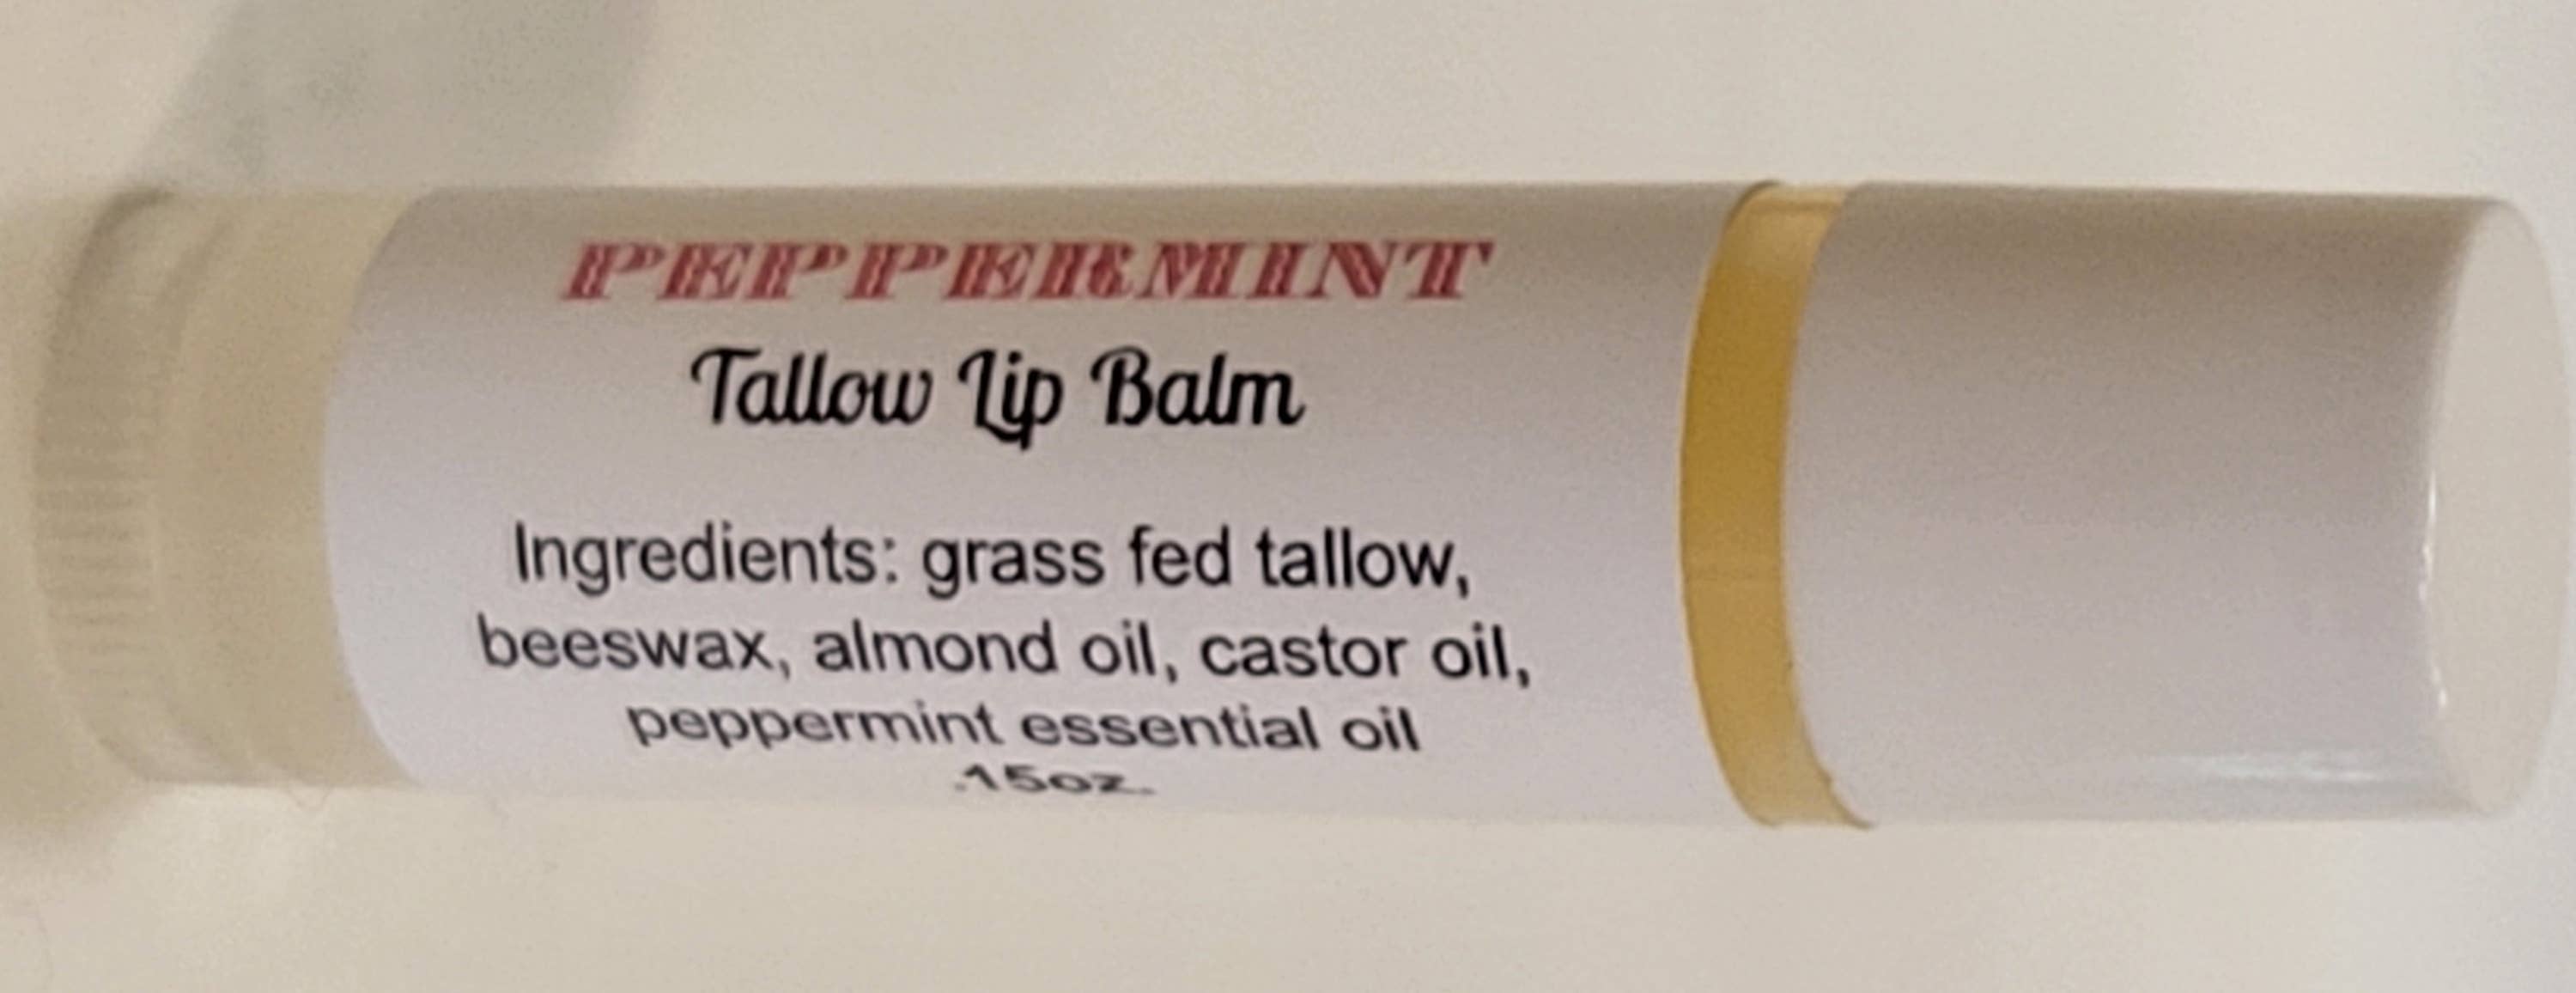 PEPPERMINT
Tallow Lip Balm
Ingredients: grass fed tallow,
beeswax, almond oil, castor oil,
peppermint essential oil
.15oz.